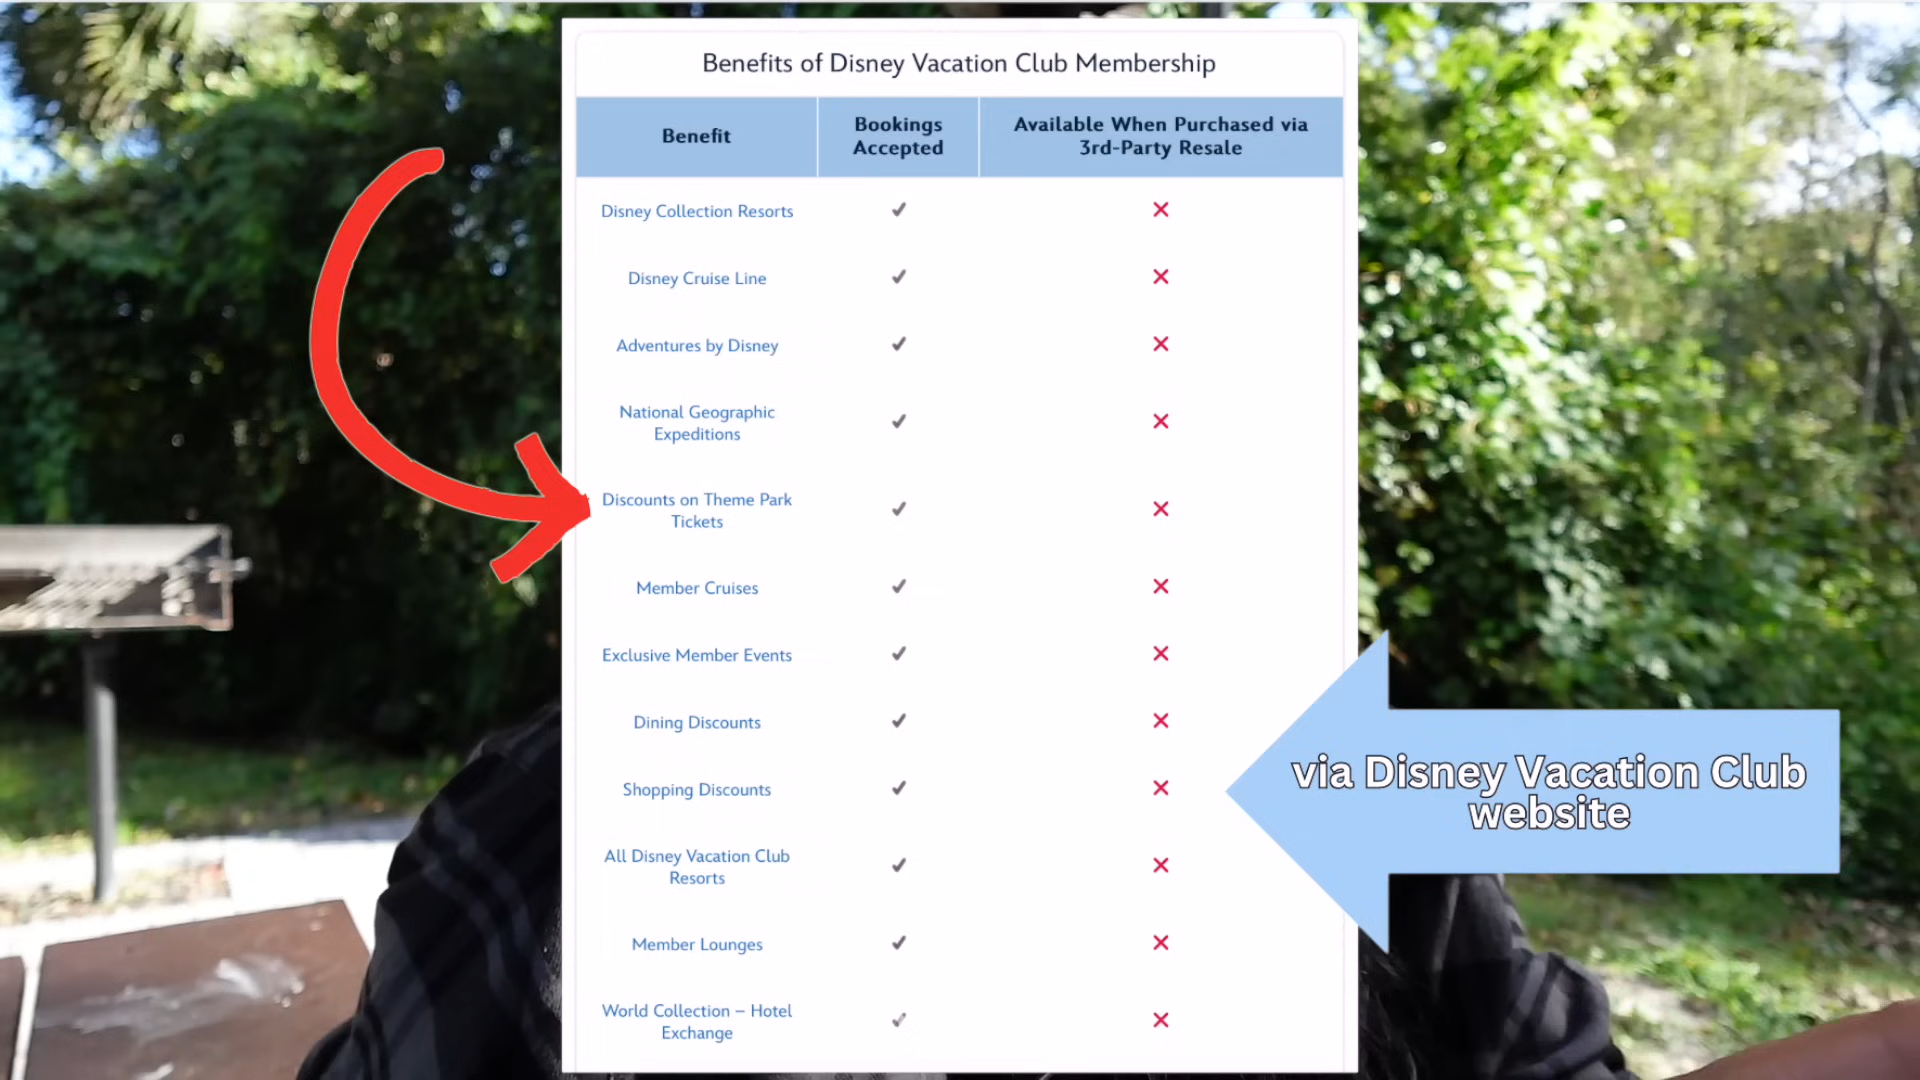 Benefits of Disney Vacation Club Membership
Benefit
Bookings
Accepted
Available When Purchased via
3rd-Party Resale
Disney Collection Resorts
Disney Cruise Line
Adventures by Disney
National Geographic
Expeditions
Discounts on Theme Park
Tickets
Member Cruises
Exclusive Member Events
Dining Discounts
Shopping Discounts
All Disney Vacation Club
Resorts
Member Lounges
World Collection – Hotel
Exchange
via Disney Vacation Club
website